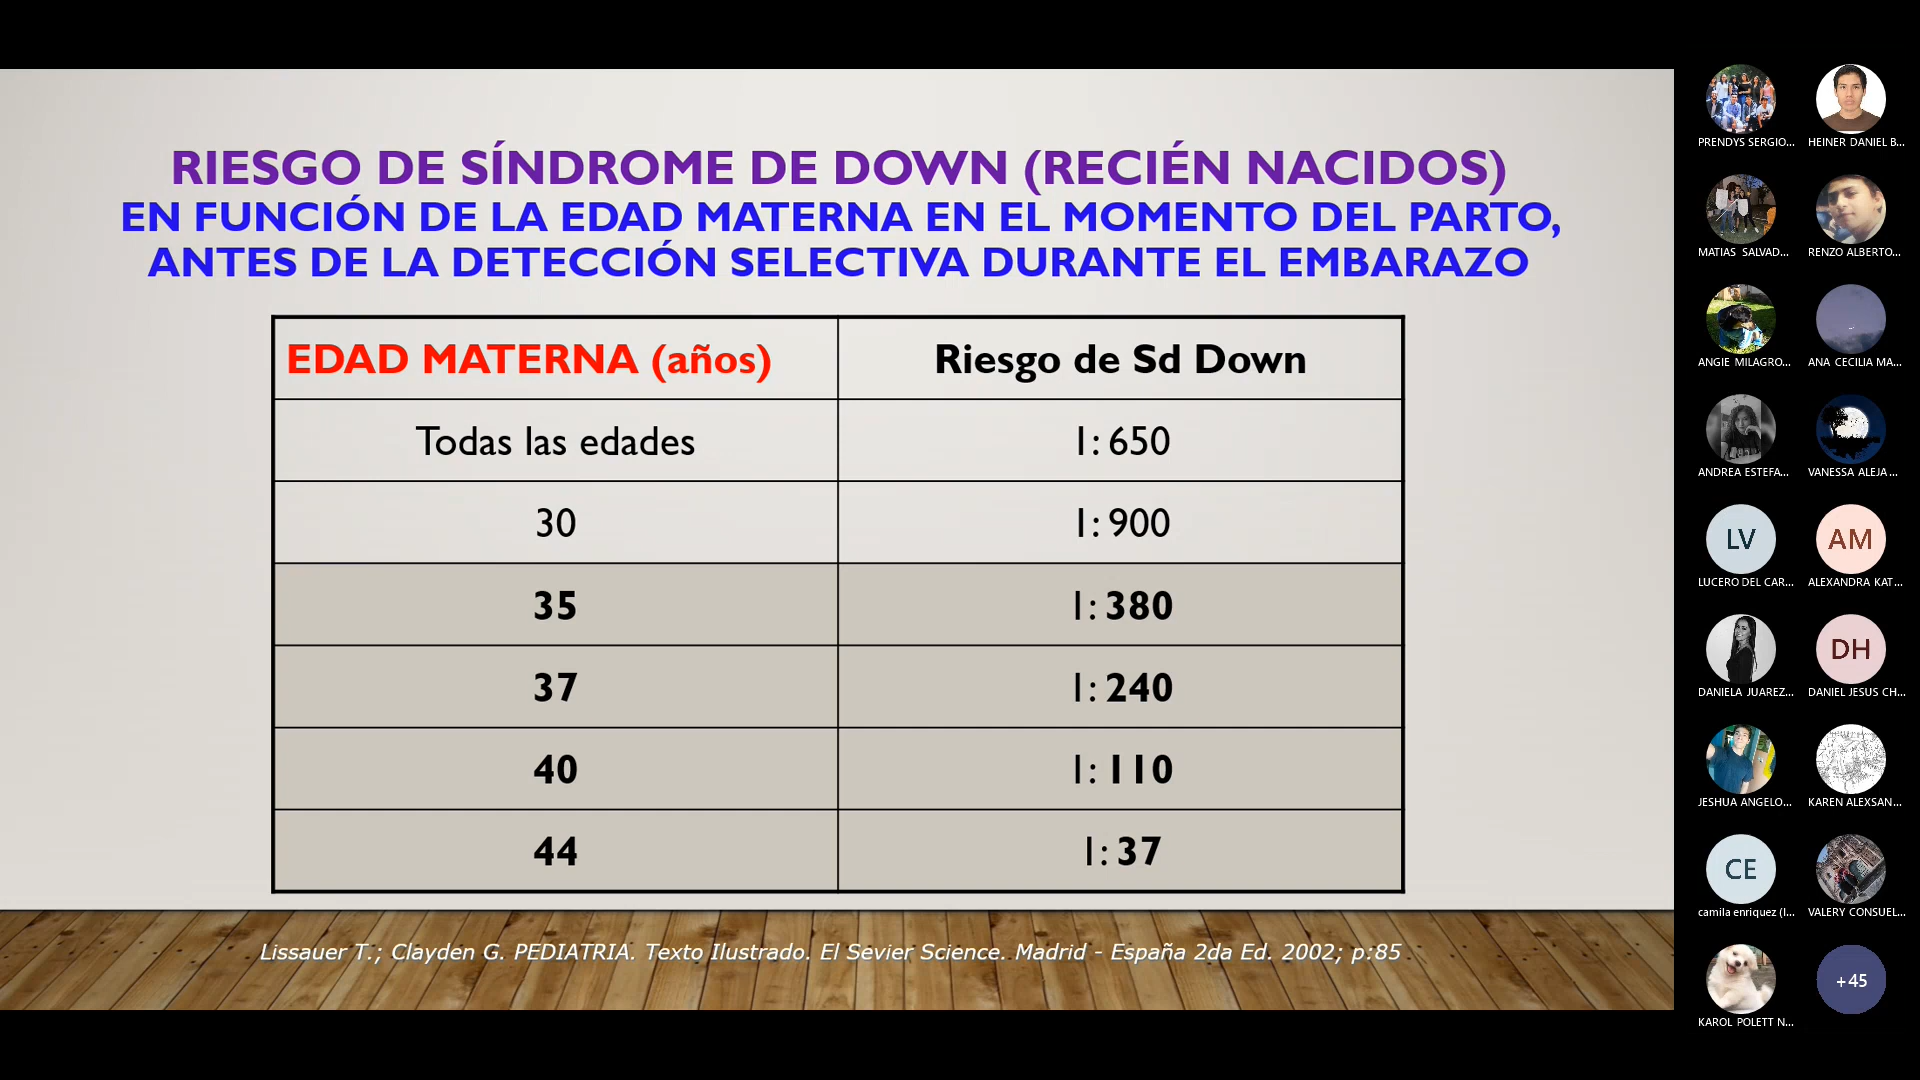 RIESGO DE SÍNDROME DE DOWN (RECIÉN NACIDOS)
EN FUNCIÓN DE LA EDAD MATERNA EN EL MOMENTO DEL PARTO,
ANTES DE LA DETECCIÓN SELECTIVA DURANTE EL EMBARAZO
EDAD MATERNA (años) Riesgo de Sd Down
Todas las edades 1: 650
30 1: 900
35 1: 380
37 1: 240
40 1: 110
44 1: 37
Lissauer T.; Clayden G. PEDIATRIA. Texto Ilustrado. El Sevier Science. Madrid - España 2da Ed. 2002; p:85
PRENDYS SERGIO... HEINER DANIEL B...
MATIAS SALVAD... RENZO ALBERTO...
ANGIE MILAGRO... ANA CECILIA MA...
ANDREA ESTEFA... VANESSA ALEJA...
LV AM
LUCERO DEL CAR... ALEXANDRA KAT...
DH
DANIELA JUAREZ... DANIEL JESUS CH...
JESHUA ANGELO... KAREN ALEXSAN...
CE
camila enriquez (I... VALERY CONSUEL...
+45
KAROL POLETT N...